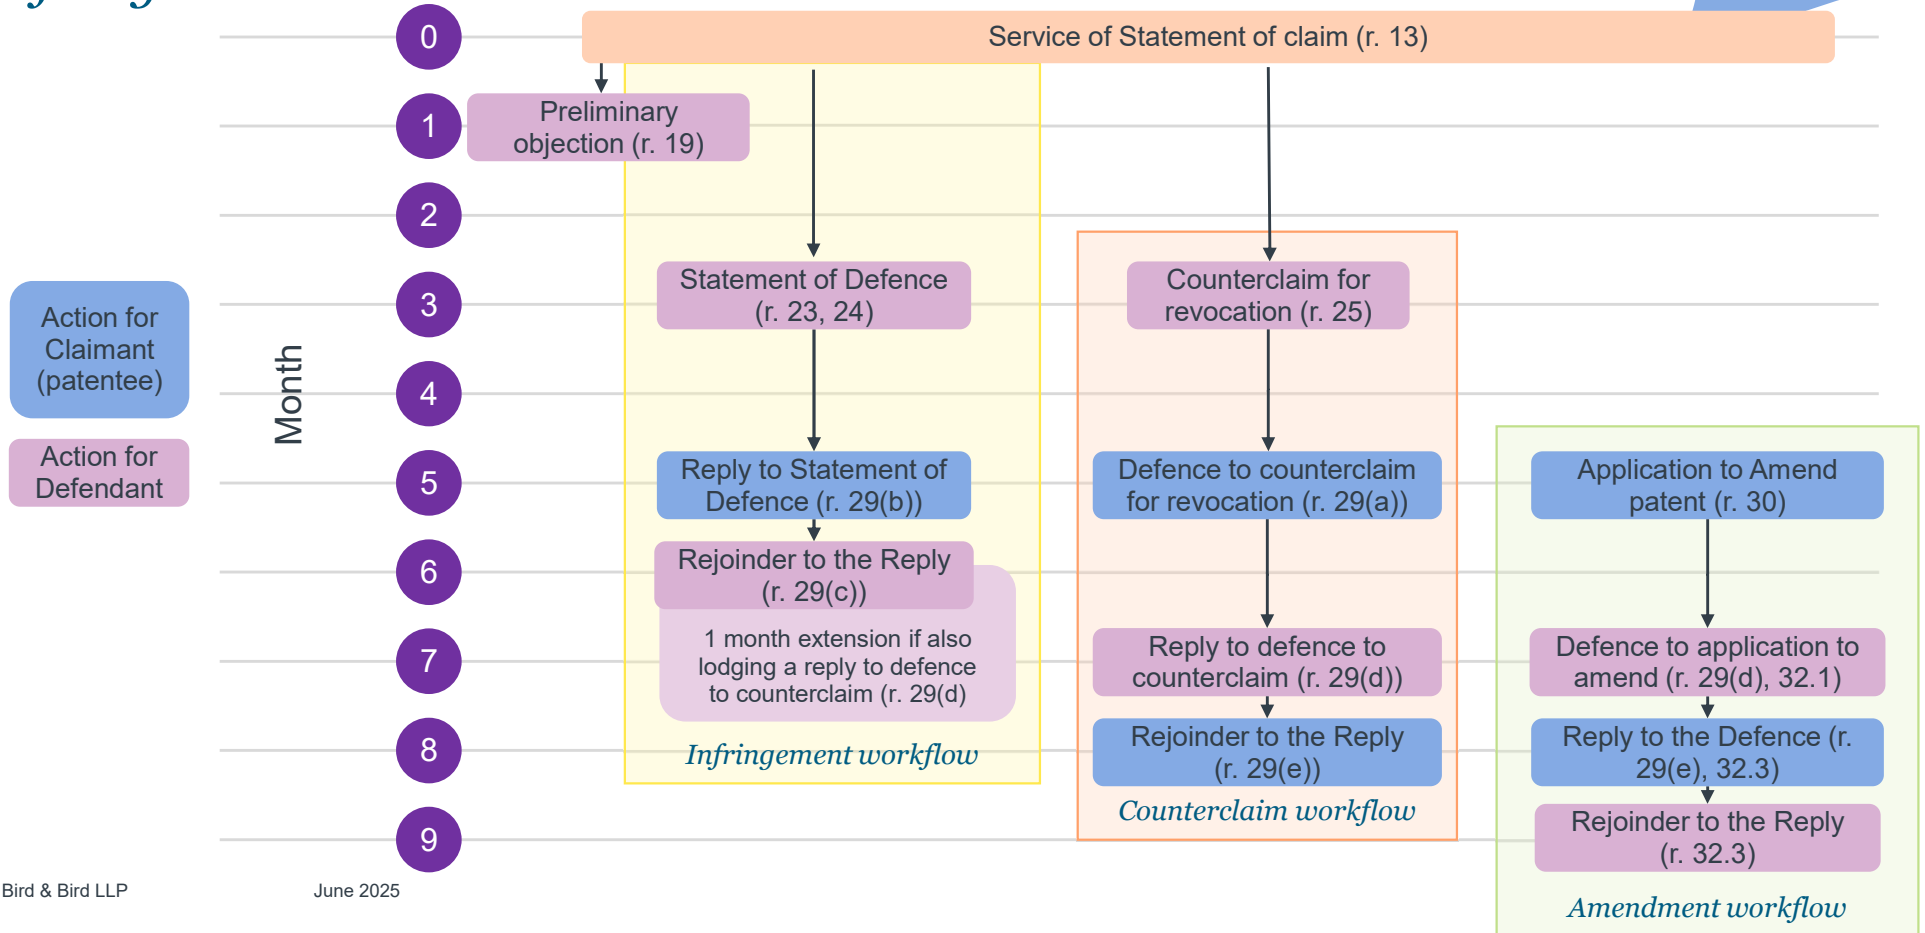 0
Service of Statement of claim (r. 13)
1
Preliminary
objection (r. 19)
2
3
Statement of Defence
(r. 23, 24)
Counterclaim for
revocation (r. 25)
Action for
Claimant
(patentee)
Action for
Defendant
Month
4
5
Reply to Statement of
Defence (r. 29(b))
Defence to counterclaim
for revocation (r. 29(a))
Application to Amend
patent (r. 30)
6
Rejoinder to the Reply
(r. 29(c))
1 month extension if also
lodging a reply to defence
to counterclaim (r. 29(d)
7
Reply to defence to
counterclaim (r. 29(d))
Defence to application to
amend (r. 29(d), 32.1)
8
Infringement workflow
Rejoinder to the Reply
(r. 29(e))
Reply to the Defence (r.
29(e), 32.3)
Counterclaim workflow
9
Rejoinder to the Reply
(r. 32.3)
Amendment workflow
Bird & Bird LLP
June 2025